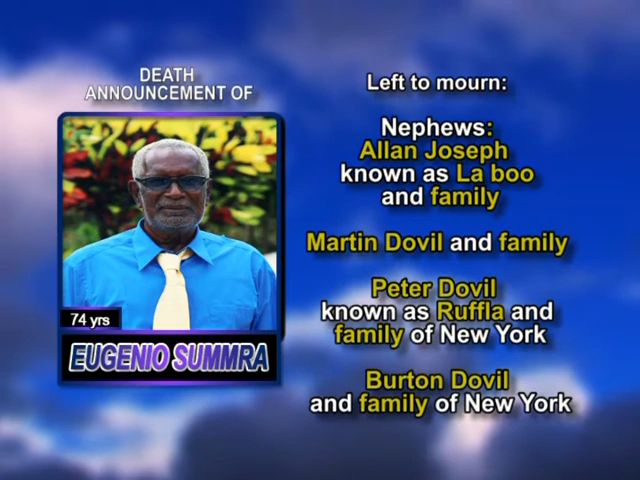 DEATH
ANNOUNCEMENT OF
74 yrs
EUGENIO SUMMRA
Left to mourn:
Nephews:
Allan Joseph
known as La boo
and family
Martin Dovil and family
Peter Dovil
known as Ruffla and
family of New York
Burton Dovil
and family of New York